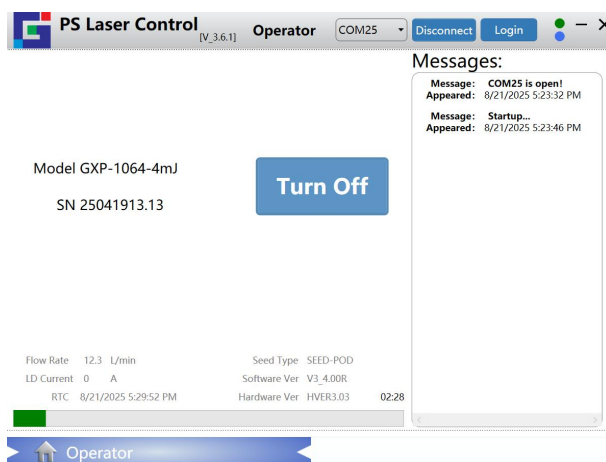 PS Laser Control [V_3.6.1] Operator COM25 Disconnect Login
Messages:
Message: COM25 is open!
Appeared: 8/21/2025 5:23:32 PM
Message: Startup...
Appeared: 8/21/2025 5:23:46 PM
Model GXP-1064-4mJ
SN 25041913.13
Turn Off
Flow Rate 12.3 L/min Seed Type SEED-POD
LD Current 0 A Software Ver V3_4.00R
RTC 8/21/2025 5:29:52 PM Hardware Ver HVER3.03 02:28
Operator